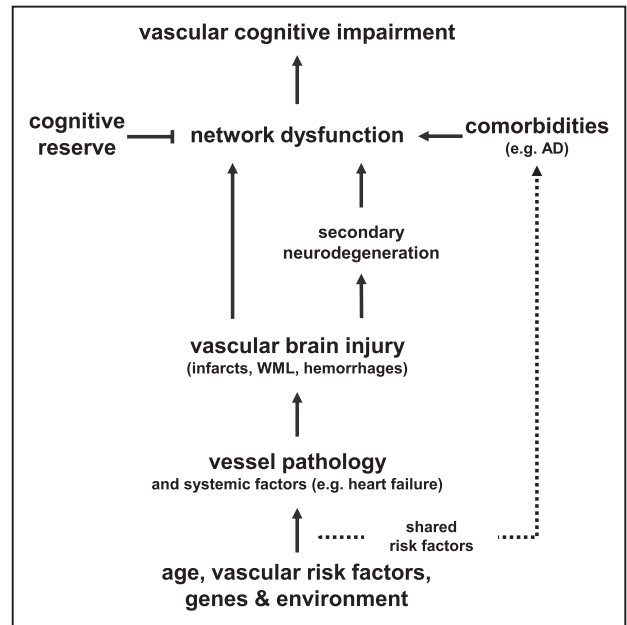 vascular cognitive impairment
cognitive
reserve
network dysfunction
comorbidities
(e.g. AD)
secondary
neurodegeneration
vascular brain injury
(infarcts, WML, hemorrhages)
vessel pathology
and systemic factors (e.g. heart failure)
shared
risk factors
age, vascular risk factors,
genes & environment